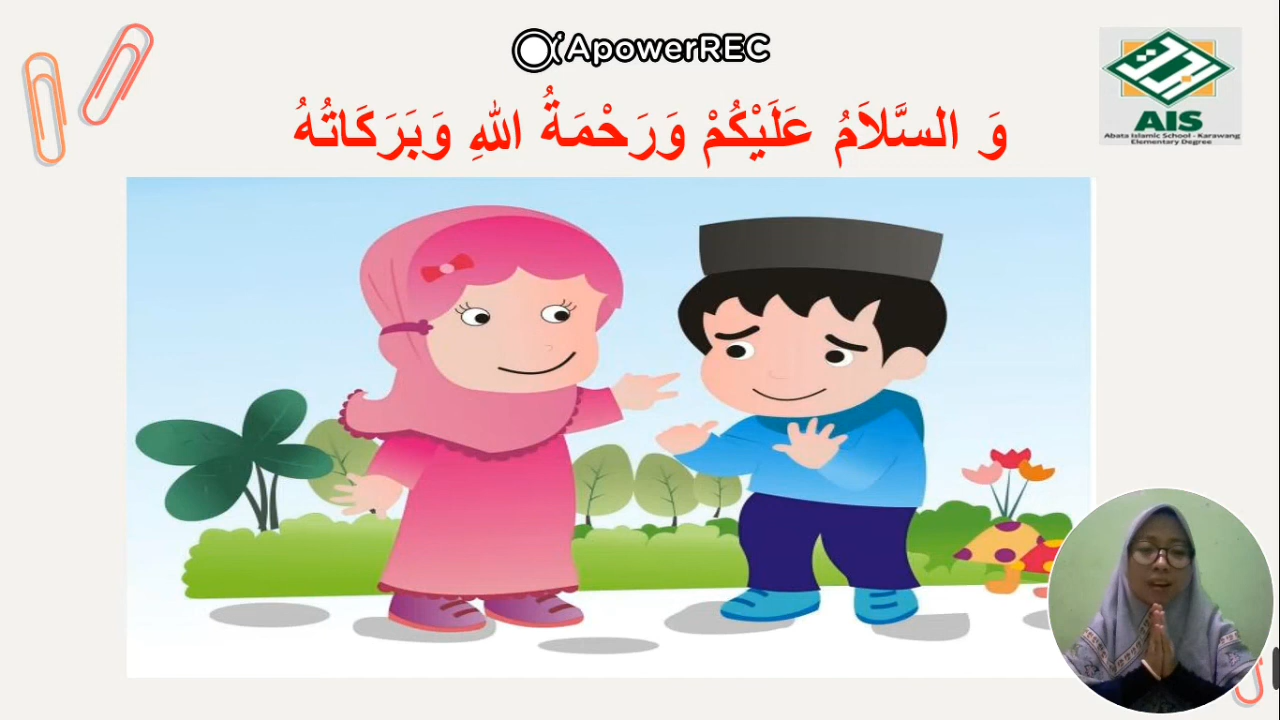 ApowerREC
وَ السَّلاَمُ عَلَيْكُمْ وَرَحْمَةُ اللهِ وَبَرَكَاتُهُ
AIS
Abata Islamic School - Karawang
Elementary Degree